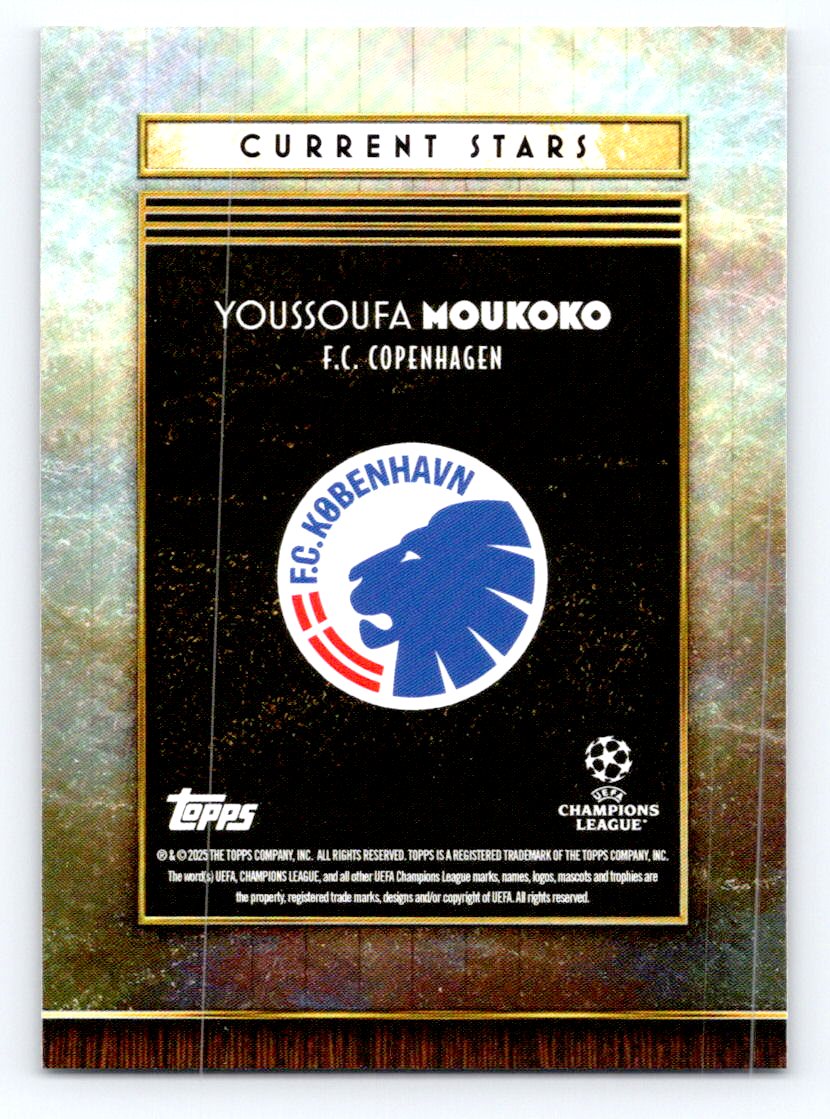 CURRENT STARS
YOUSSOUFA MOUKOKO
F.C. COPENHAGEN
F.C. KØBENHAVN
topps
UEFA
CHAMPIONS
LEAGUE™
® & © 2025 THE TOPPS COMPANY, INC. ALL RIGHTS RESERVED. TOPPS IS A REGISTERED TRADEMARK OF THE TOPPS COMPANY, INC.
The word(s) UEFA, CHAMPIONS LEAGUE, and all other UEFA Champions League marks, names, logos, mascots and trophies are
the property, registered trade marks, designs and/or copyright of UEFA. All rights reserved.